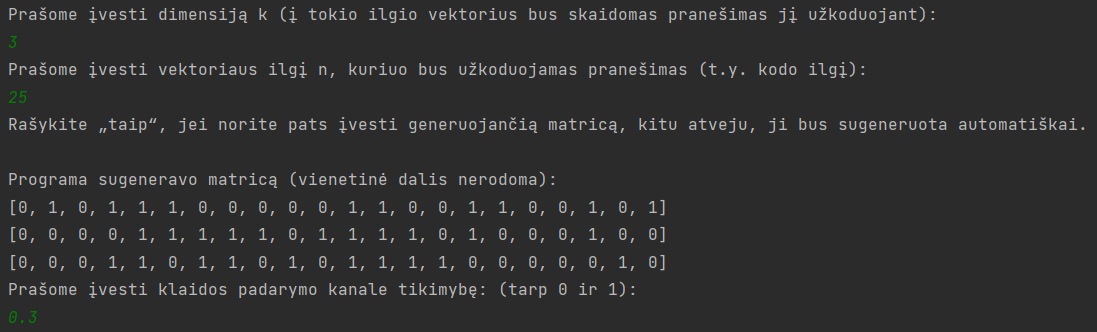 Prašome įvesti dimensiją k (į tokio ilgio vektorius bus skaidomas pranešimas jį užkoduojant):
3
Prašome įvesti vektoriaus ilgį n, kuriuo bus užkoduojamas pranešimas (t.y. kodo ilgį):
25
Rašykite „taip“, jei norite pats įvesti generuojančią matricą, kitu atveju, ji bus sugeneruota automatiškai.
Programa sugeneravo matricą (vienetinė dalis nerodoma):
[0, 1, 0, 1, 1, 1, 0, 0, 0, 0, 0, 1, 1, 0, 0, 1, 1, 0, 0, 1, 0, 1]
[0, 0, 0, 0, 1, 1, 1, 1, 1, 0, 1, 1, 1, 1, 0, 1, 0, 0, 0, 1, 0, 0]
[0, 0, 0, 1, 1, 0, 1, 1, 0, 1, 0, 1, 1, 1, 1, 0, 0, 0, 0, 0, 1, 0]
Prašome įvesti klaidos padarymo kanale tikimybę: (tarp 0 ir 1):
0.3